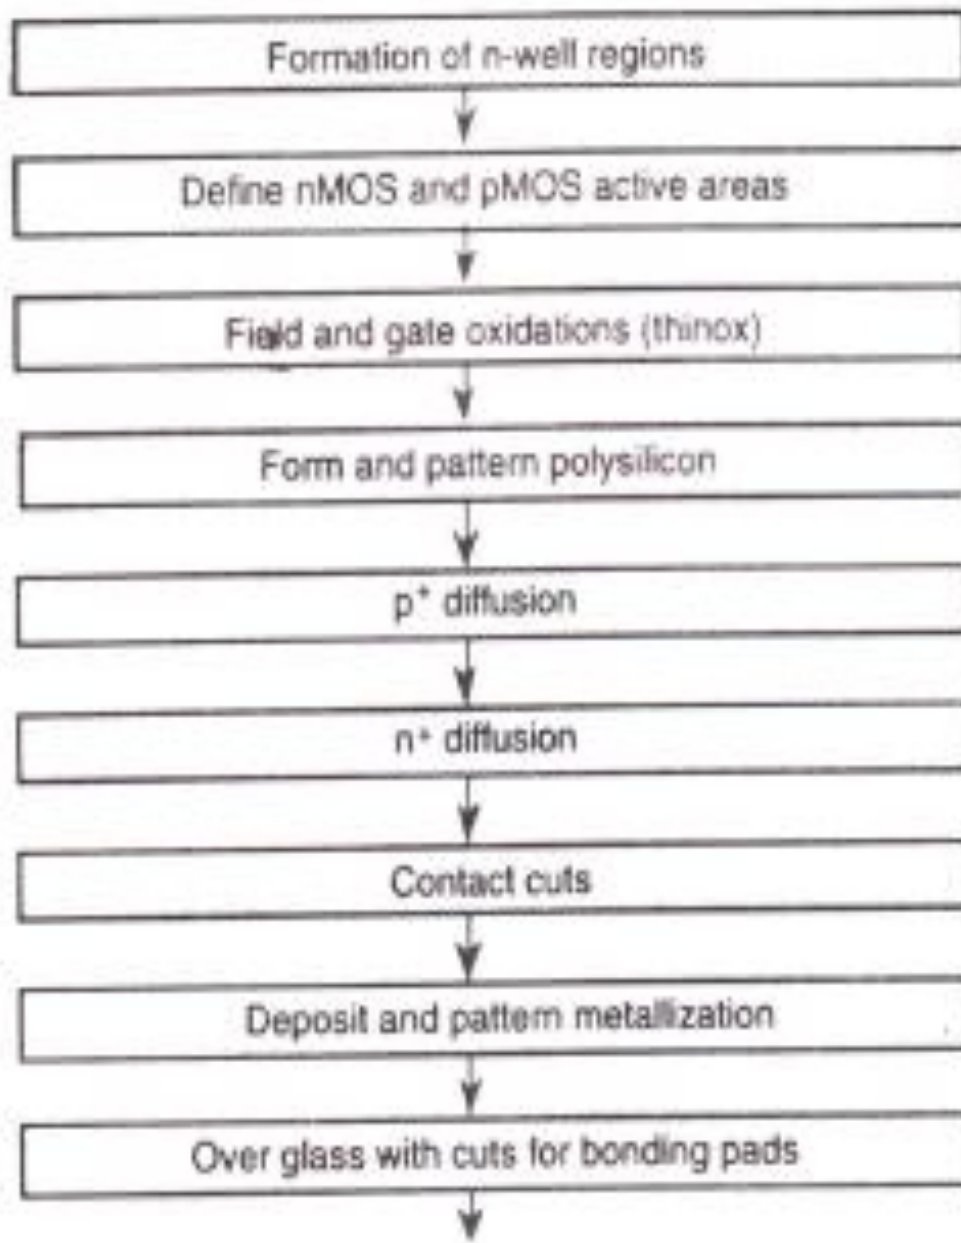 Formation of n-well regions
Define nMOS and pMOS active areas
Field and gate oxidations (thinox)
Form and pattern polysilicon
p⁺ diffusion
n⁺ diffusion
Contact cuts
Deposit and pattern metallization
Over glass with cuts for bonding pads